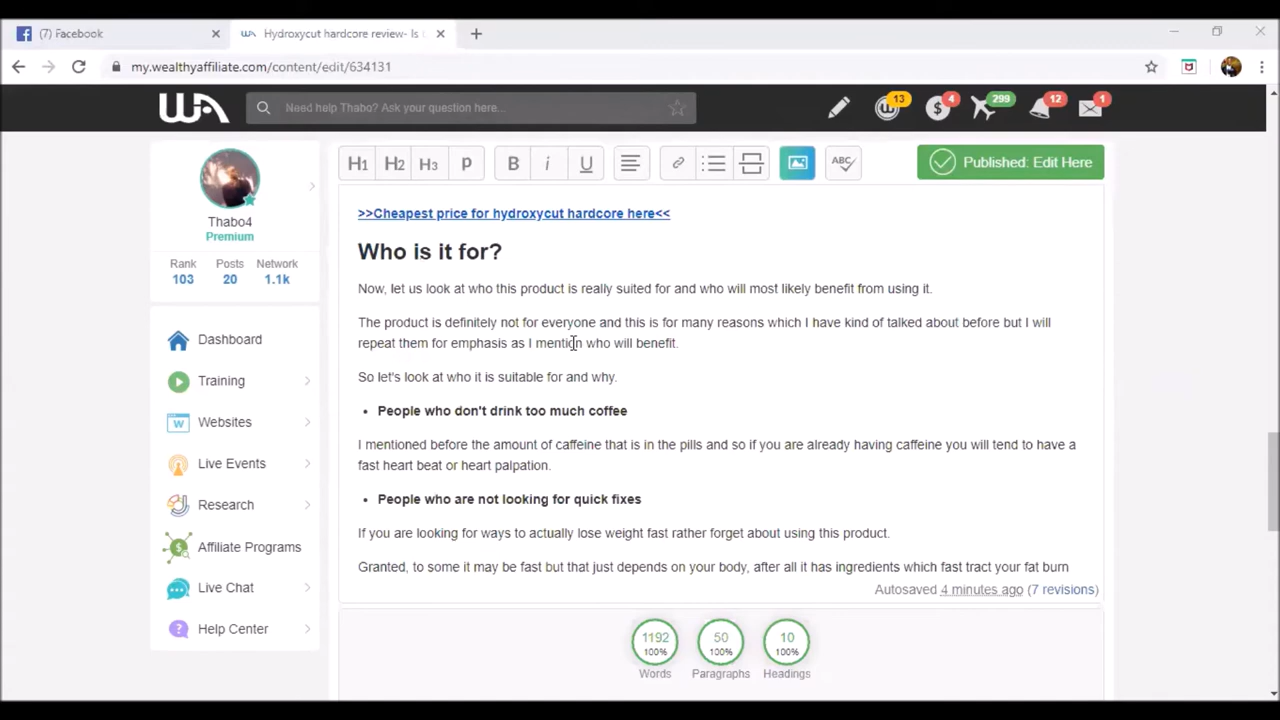 (7) Facebook
Hydroxycut hardcore review- Is
my.wealthyaffiliate.com/content/edit/634131
WA
Need help Thabo? Ask your question here...
13
4
299
12
1
H1 H2 H3 p B i U
ABC
Published: Edit Here
Thabo4
Premium
Rank Posts Network
103 20 1.1k
Dashboard
Training
Websites
Live Events
Research
Affiliate Programs
Live Chat
Help Center
>>Cheapest price for hydroxycut hardcore here<<
Who is it for?
Now, let us look at who this product is really suited for and who will most likely benefit from using it.
The product is definitely not for everyone and this is for many reasons which I have kind of talked about before but I will
repeat them for emphasis as I mention who will benefit.
So let's look at who it is suitable for and why.
• People who don't drink too much coffee
I mentioned before the amount of caffeine that is in the pills and so if you are already having caffeine you will tend to have a
fast heart beat or heart palpation.
• People who are not looking for quick fixes
If you are looking for ways to actually lose weight fast rather forget about using this product.
Granted, to some it may be fast but that just depends on your body, after all it has ingredients which fast tract your fat burn
Autosaved 4 minutes ago (7 revisions)
1192 50 10
100% 100% 100%
Words Paragraphs Headings